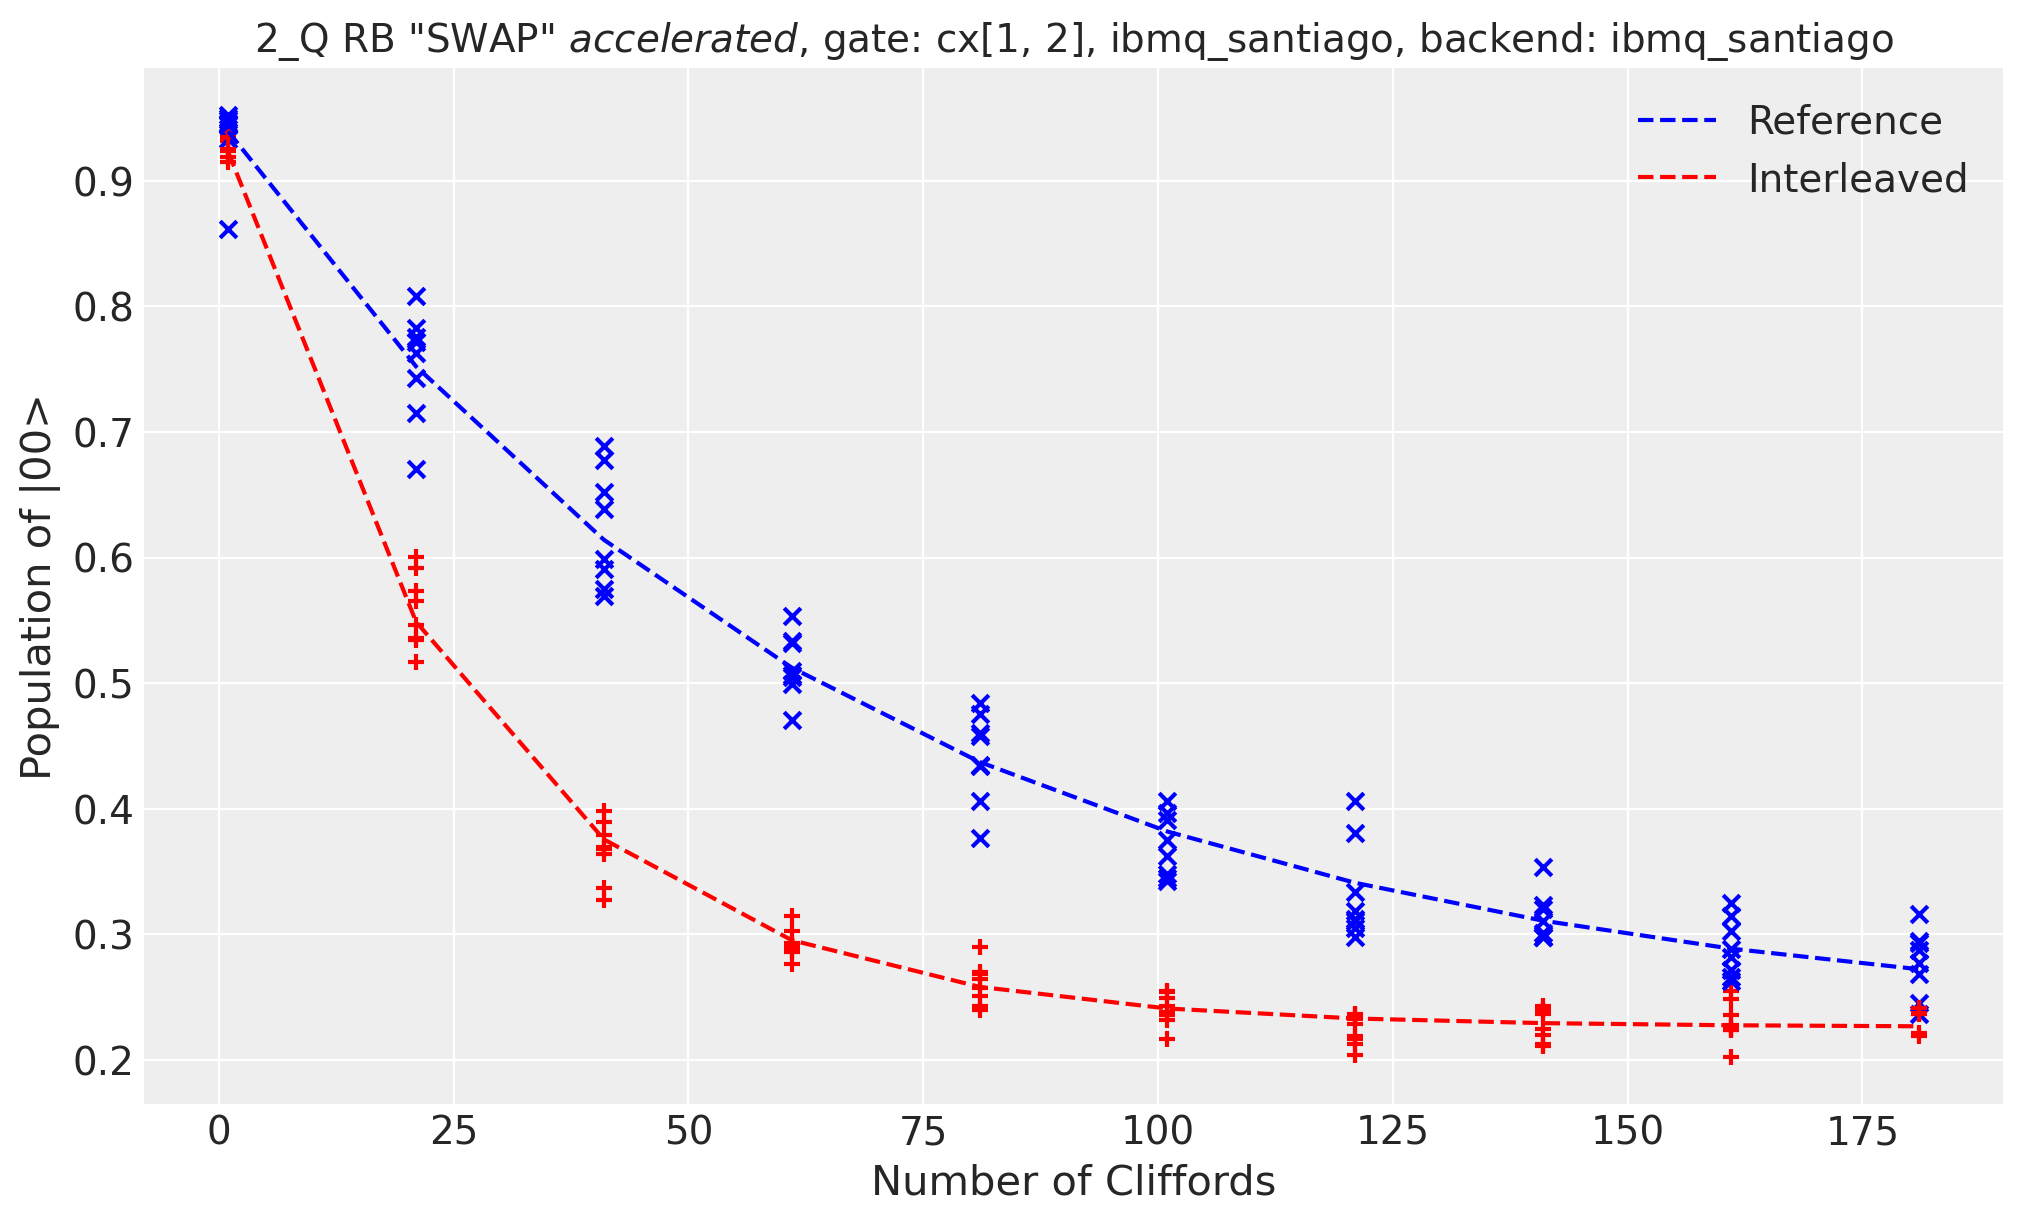 2_Q RB "SWAP" accelerated, gate: cx[1, 2], ibmq_santiago, backend: ibmq_santiago
Reference
Interleaved
0.9
0.8
0.7
0.6
0.5
0.4
0.3
0.2
Population of |00>
0 25 50 75 100 125 150 175
Number of Cliffords